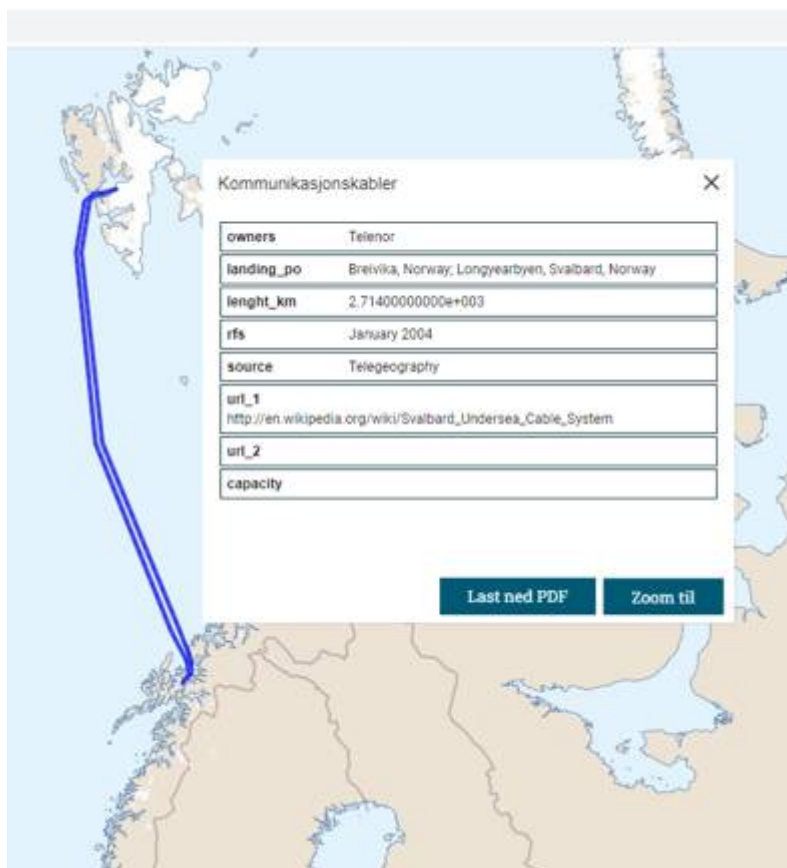 Kommunikasjonskabler
owners Telenor
landing_po Breivika, Norway; Longyearbyen, Svalbard, Norway
lenght_km 2.71400000000e+003
rfs January 2004
source Telegeography
url_1
http://en.wikipedia.org/wiki/Svalbard_Undersea_Cable_System
url_2
capacity
Last ned PDF Zoom til